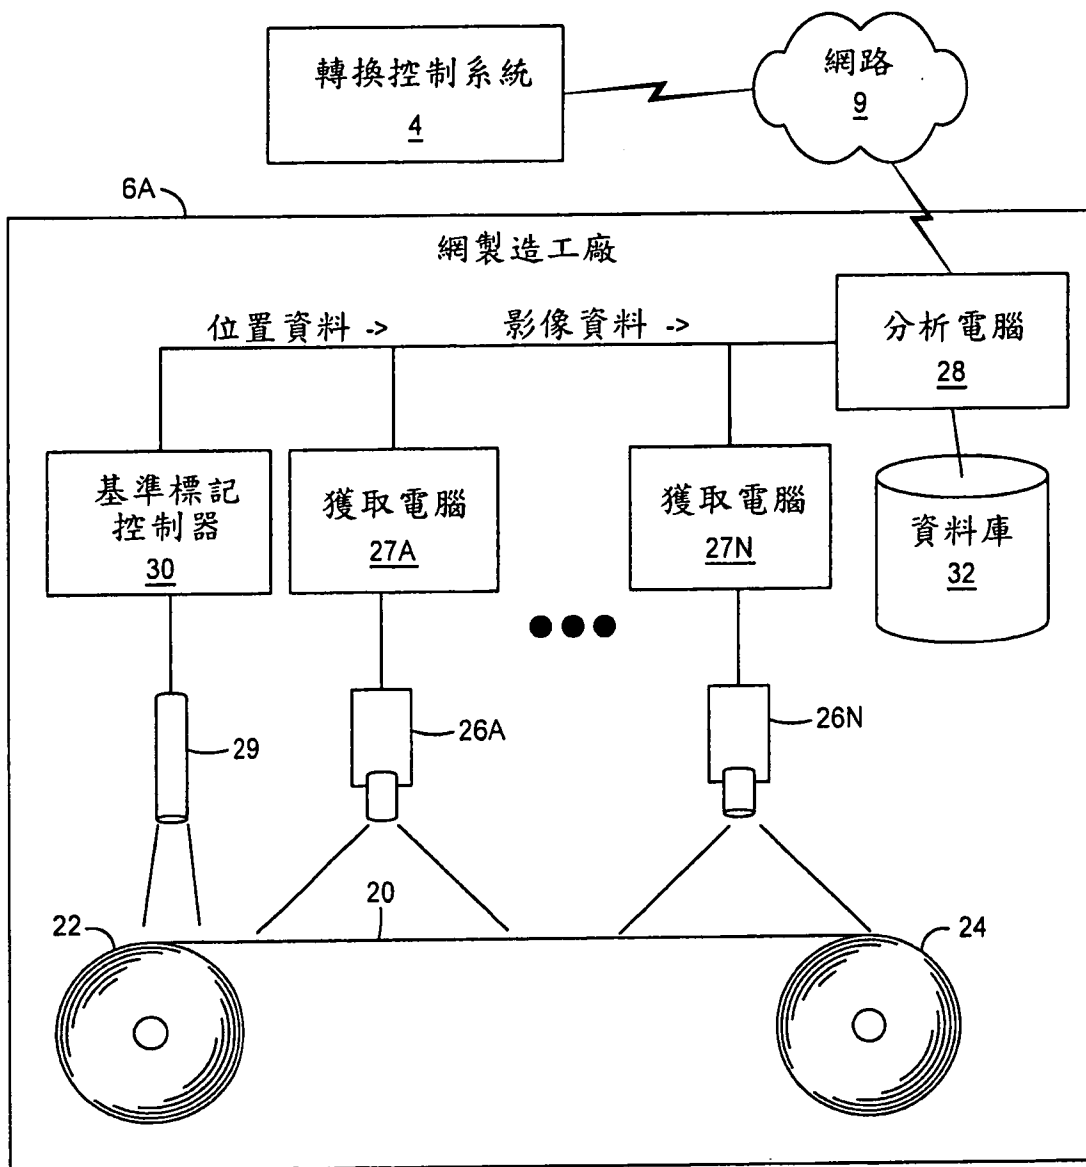 轉換控制系統
4
網路
9
6A
網製造工廠
位置資料 ->
影像資料 ->
分析電腦
28
基準標記
控制器
30
獲取電腦
27A
獲取電腦
27N
資料庫
32
29
26A
26N
20
22
24